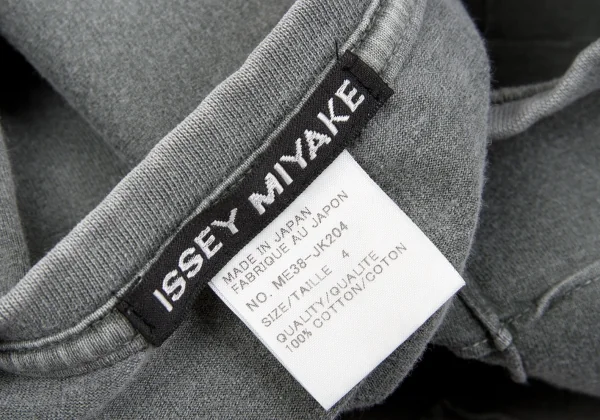 ISSEY MIYAKE
MADE IN JAPAN
FABRIQUE AU JAPON
NO. ME38-JK204
SIZE/TAILLE 4
QUALITY/QUALITE
100% COTTON/COTON